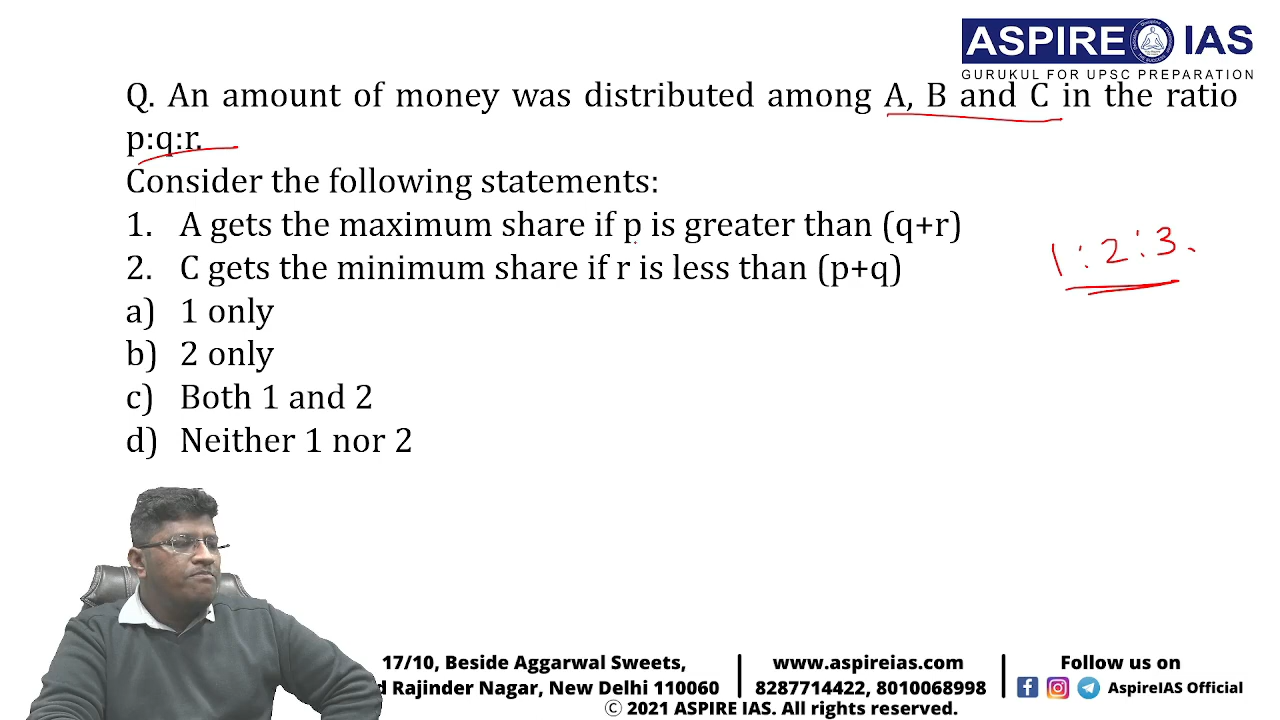 ASPIRE IAS
GURUKUL FOR UPSC PREPARATION
Q. An amount of money was distributed among A, B and C in the ratio
p:q:r.
Consider the following statements:
1. A gets the maximum share if p is greater than (q+r)
1:2:3.
2. C gets the minimum share if r is less than (p+q)
a) 1 only
b) 2 only
c) Both 1 and 2
d) Neither 1 nor 2
17/10, Beside Aggarwal Sweets,
d Rajinder Nagar, New Delhi 110060
www.aspireias.com
8287714422, 8010068998
Follow us on
AspireIAS Official
Ⓒ 2021 ASPIRE IAS. All rights reserved.